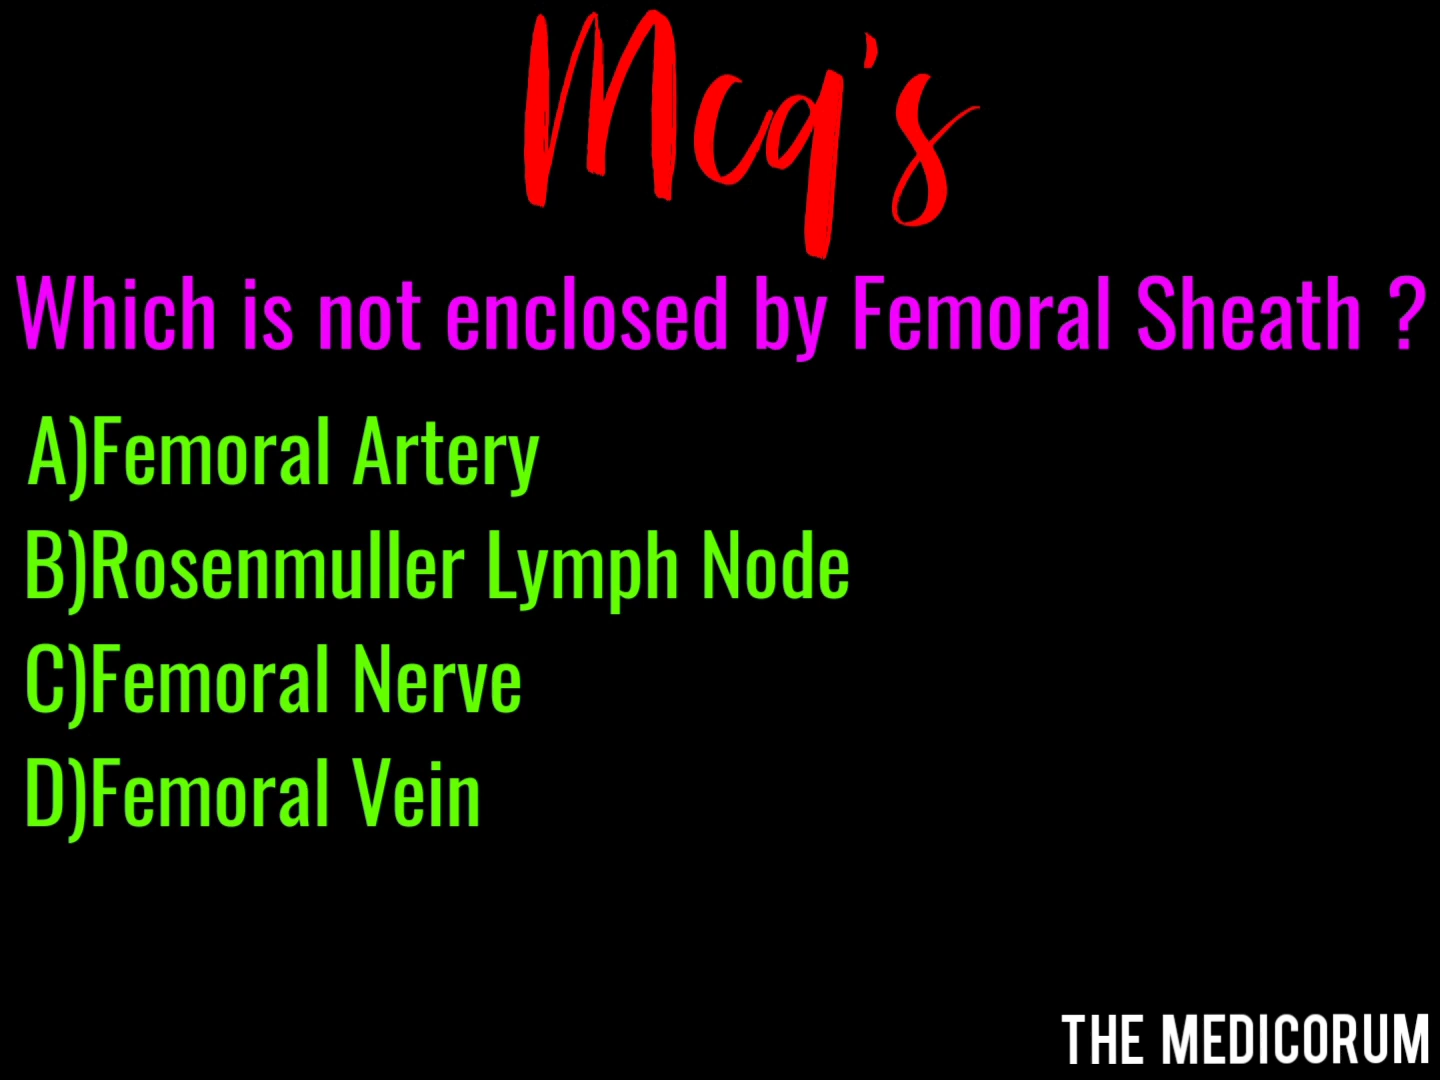 Mcq's
Which is not enclosed by Femoral Sheath ?
A)Femoral Artery
B)Rosenmuller Lymph Node
C)Femoral Nerve
D)Femoral Vein
THE MEDICORUM